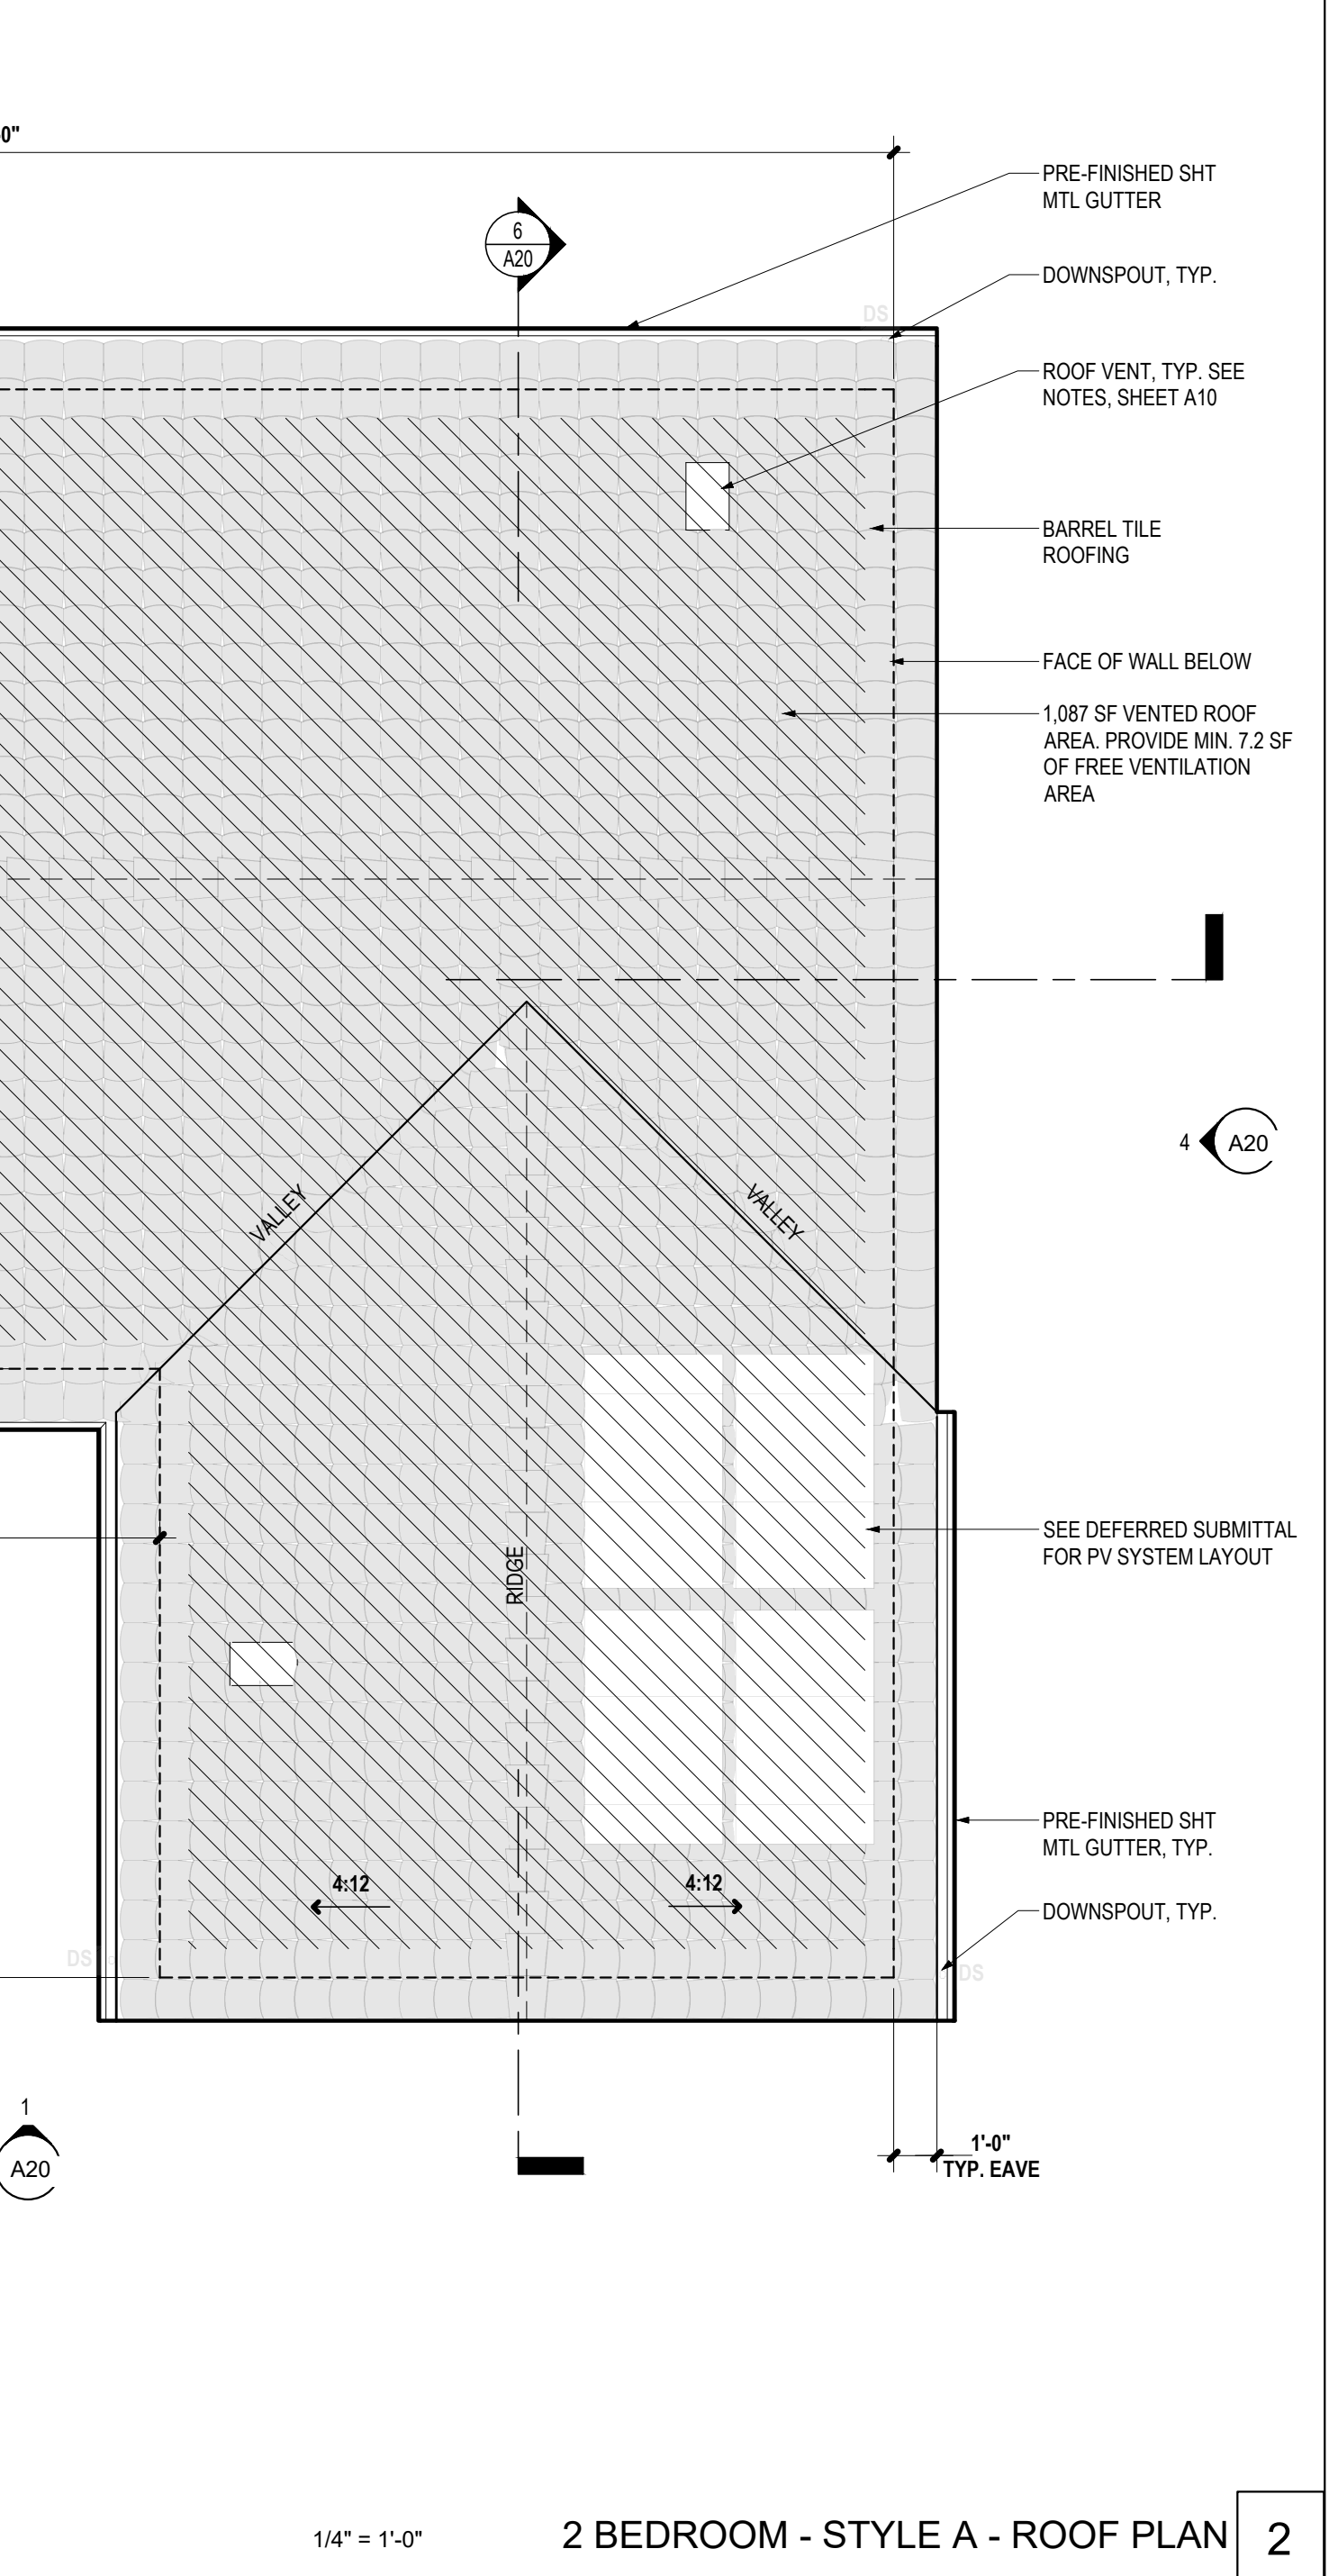 0"
PRE-FINISHED SHT
MTL GUTTER
6
A20
DOWNSPOUT, TYP.
DS
ROOF VENT, TYP. SEE
NOTES, SHEET A10
BARREL TILE
ROOFING
FACE OF WALL BELOW
1,087 SF VENTED ROOF
AREA. PROVIDE MIN. 7.2 SF
OF FREE VENTILATION
AREA
4
A20
VALLEY
VALLEY
SEE DEFERRED SUBMITTAL
FOR PV SYSTEM LAYOUT
RIDGE
PRE-FINISHED SHT
MTL GUTTER, TYP.
4:12
4:12
DOWNSPOUT, TYP.
DS
DS
1
A20
1'-0"
TYP. EAVE
1/4" = 1'-0"
2 BEDROOM - STYLE A - ROOF PLAN
2